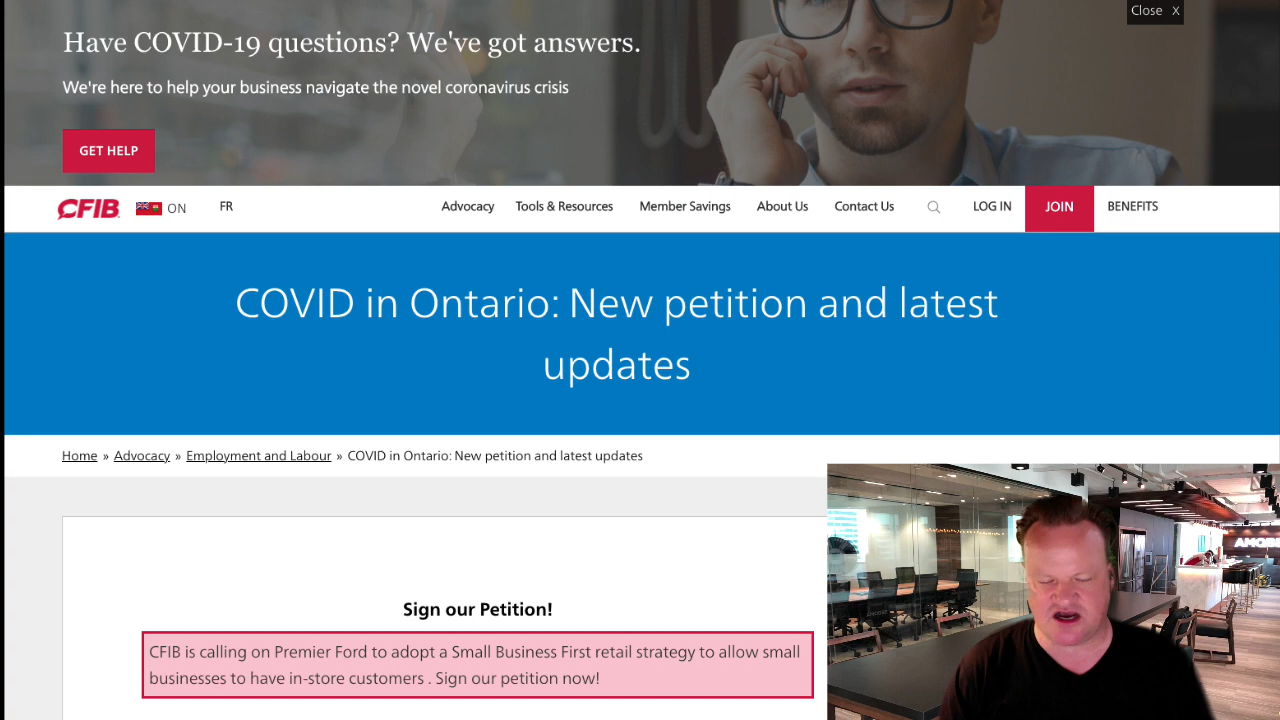 Close X
Have COVID-19 questions? We've got answers.
We're here to help your business navigate the novel coronavirus crisis
GET HELP
CFIB ON FR Advocacy Tools & Resources Member Savings About Us Contact Us LOG IN JOIN BENEFITS
COVID in Ontario: New petition and latest
updates
Home » Advocacy » Employment and Labour » COVID in Ontario: New petition and latest updates
Sign our Petition!
CFIB is calling on Premier Ford to adopt a Small Business First retail strategy to allow small
businesses to have in-store customers . Sign our petition now!